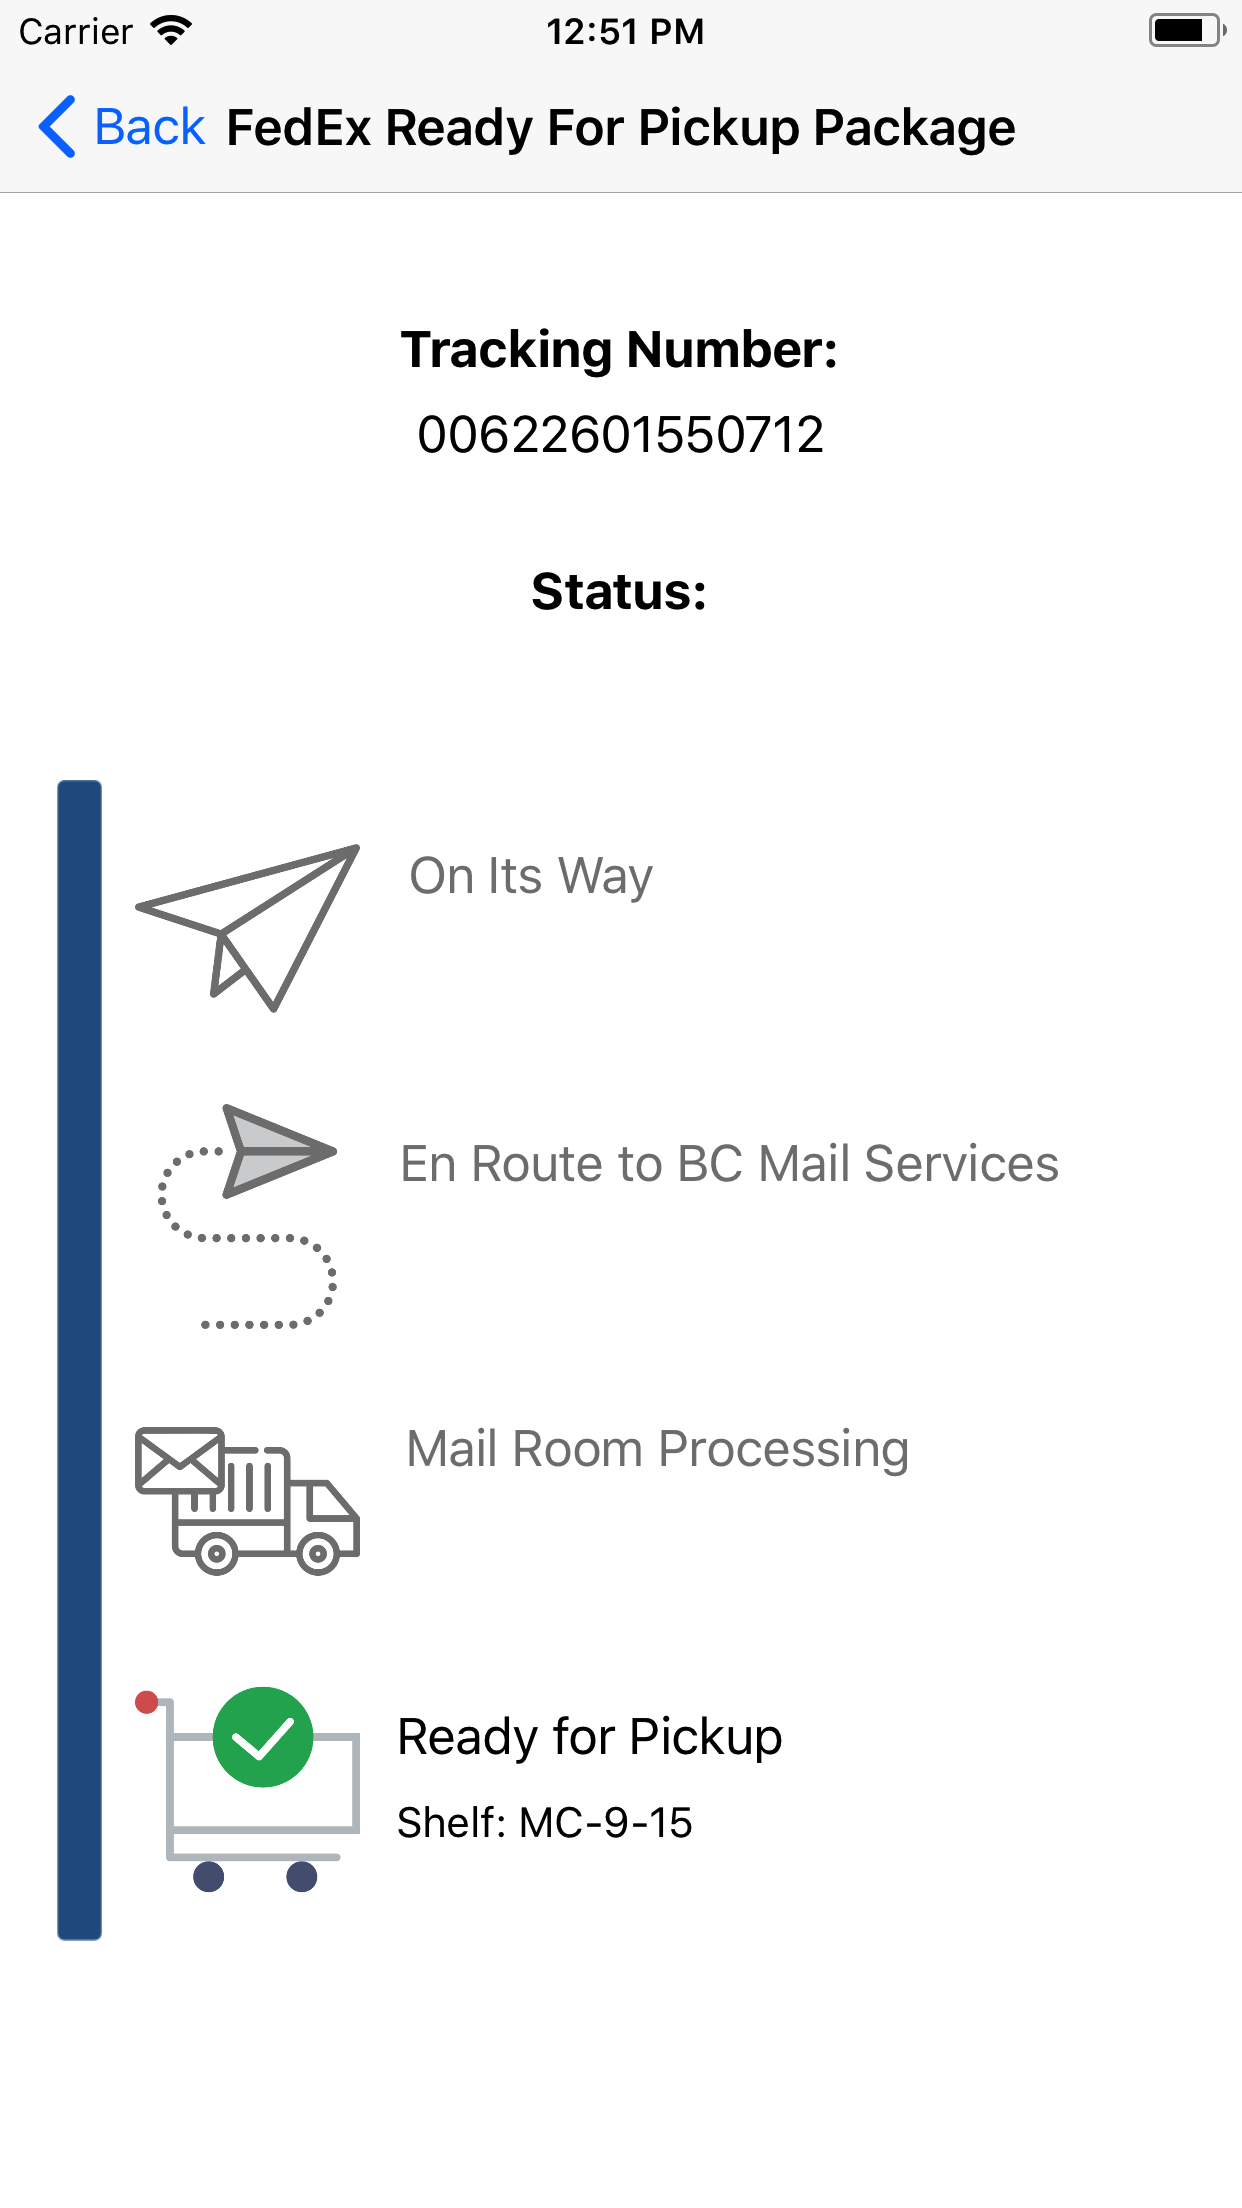 Carrier 12:51 PM
Back FedEx Ready For Pickup Package
Tracking Number:
00622601550712
Status:
On Its Way
En Route to BC Mail Services
Mail Room Processing
Ready for Pickup
Shelf: MC-9-15